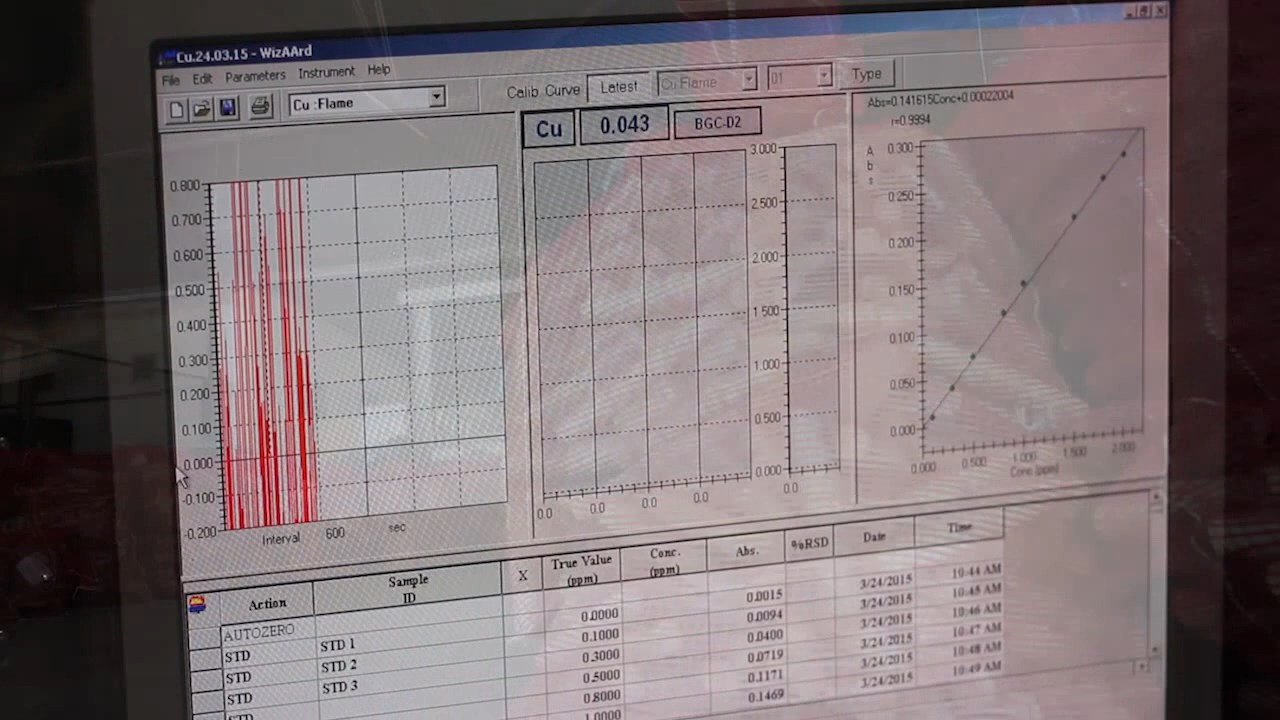 Cu.24.03.15 - WizAArd
File Edit Parameters Instrument Help
Cu :Flame
Calib. Curve Latest Cu Flame 01 Type
Cu 0.043 BGC-D2
Abs=0.141615Conc+0.00022004
r=0.9994
0.800
0.700
0.600
0.500
0.400
0.300
0.200
0.100
0.000
-0.100
-0.200
Interval 600 sec
3.000
2.500
2.000
1.500
1.000
0.500
0.000
0.0 0.0 0.0 0.0 0.0
Abs
0.300
0.250
0.200
0.150
0.100
0.050
0.000
0.000 0.500 1.000 1.500 2.000
Conc (ppm)
Action Sample ID X True Value (ppm) Conc. (ppm) Abs. %RSD Date Time
AUTOZERO
STD STD 1
STD STD 2
STD STD 3
STD
0.0000
0.1000
0.3000
0.5000
0.8000
1.0000
0.0015
0.0094
0.0400
0.0719
0.1171
0.1469
3/24/2015
3/24/2015
3/24/2015
3/24/2015
3/24/2015
3/24/2015
10:44 AM
10:45 AM
10:46 AM
10:47 AM
10:48 AM
10:49 AM